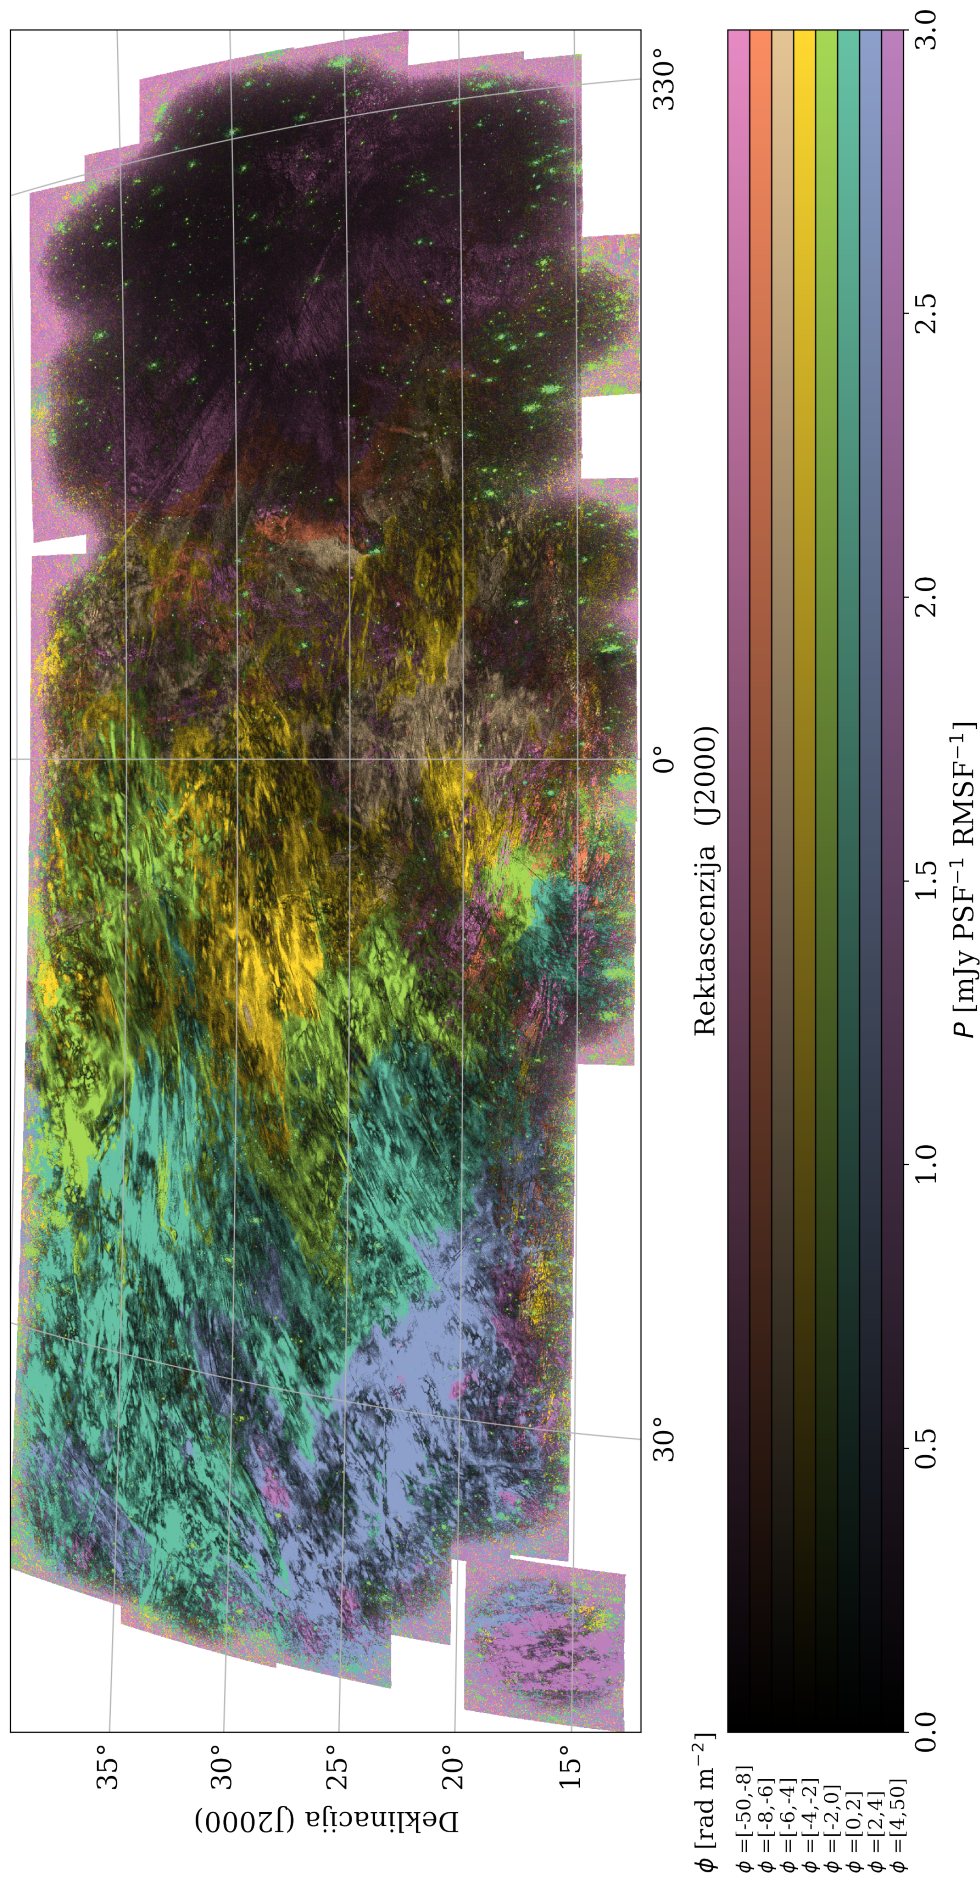 Deklinacija (J2000)
35°
30°
25°
20°
15°
30°
0°
330°
Rektascenzija (J2000)
ϕ [rad m⁻²]
ϕ =[-50,-8]
ϕ =[-8,-6]
ϕ =[-6,-4]
ϕ =[-4,-2]
ϕ =[-2,0]
ϕ =[0,2]
ϕ =[2,4]
ϕ =[4,50]
0.0
0.5
1.0
1.5
2.0
2.5
3.0
P [mJy PSF⁻¹ RMSF⁻¹]